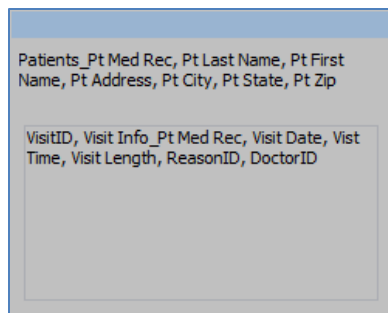 Patients_Pt Med Rec, Pt Last Name, Pt First
Name, Pt Address, Pt City, Pt State, Pt Zip
VisitID, Visit Info_Pt Med Rec, Visit Date, Vist
Time, Visit Length, ReasonID, DoctorID